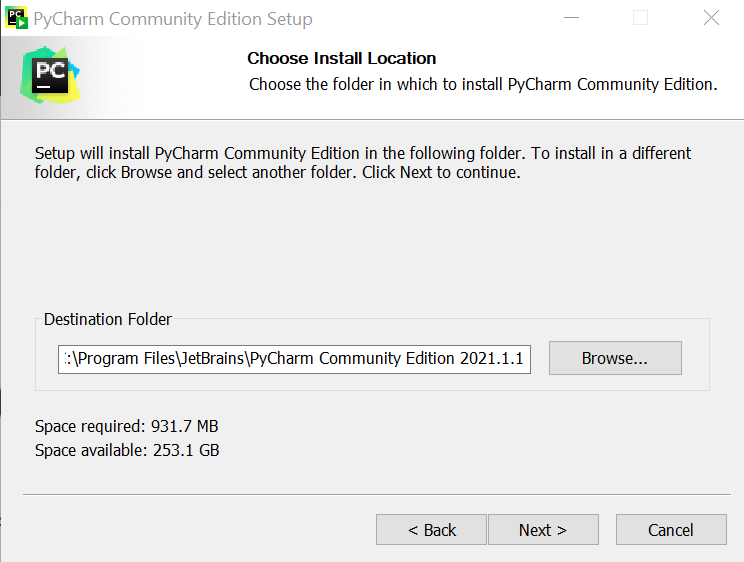 PyCharm Community Edition Setup
PC
Choose Install Location
Choose the folder in which to install PyCharm Community Edition.
Setup will install PyCharm Community Edition in the following folder. To install in a different
folder, click Browse and select another folder. Click Next to continue.
Destination Folder
:\Program Files\JetBrains\PyCharm Community Edition 2021.1.1
Browse...
Space required: 931.7 MB
Space available: 253.1 GB
< Back
Next >
Cancel